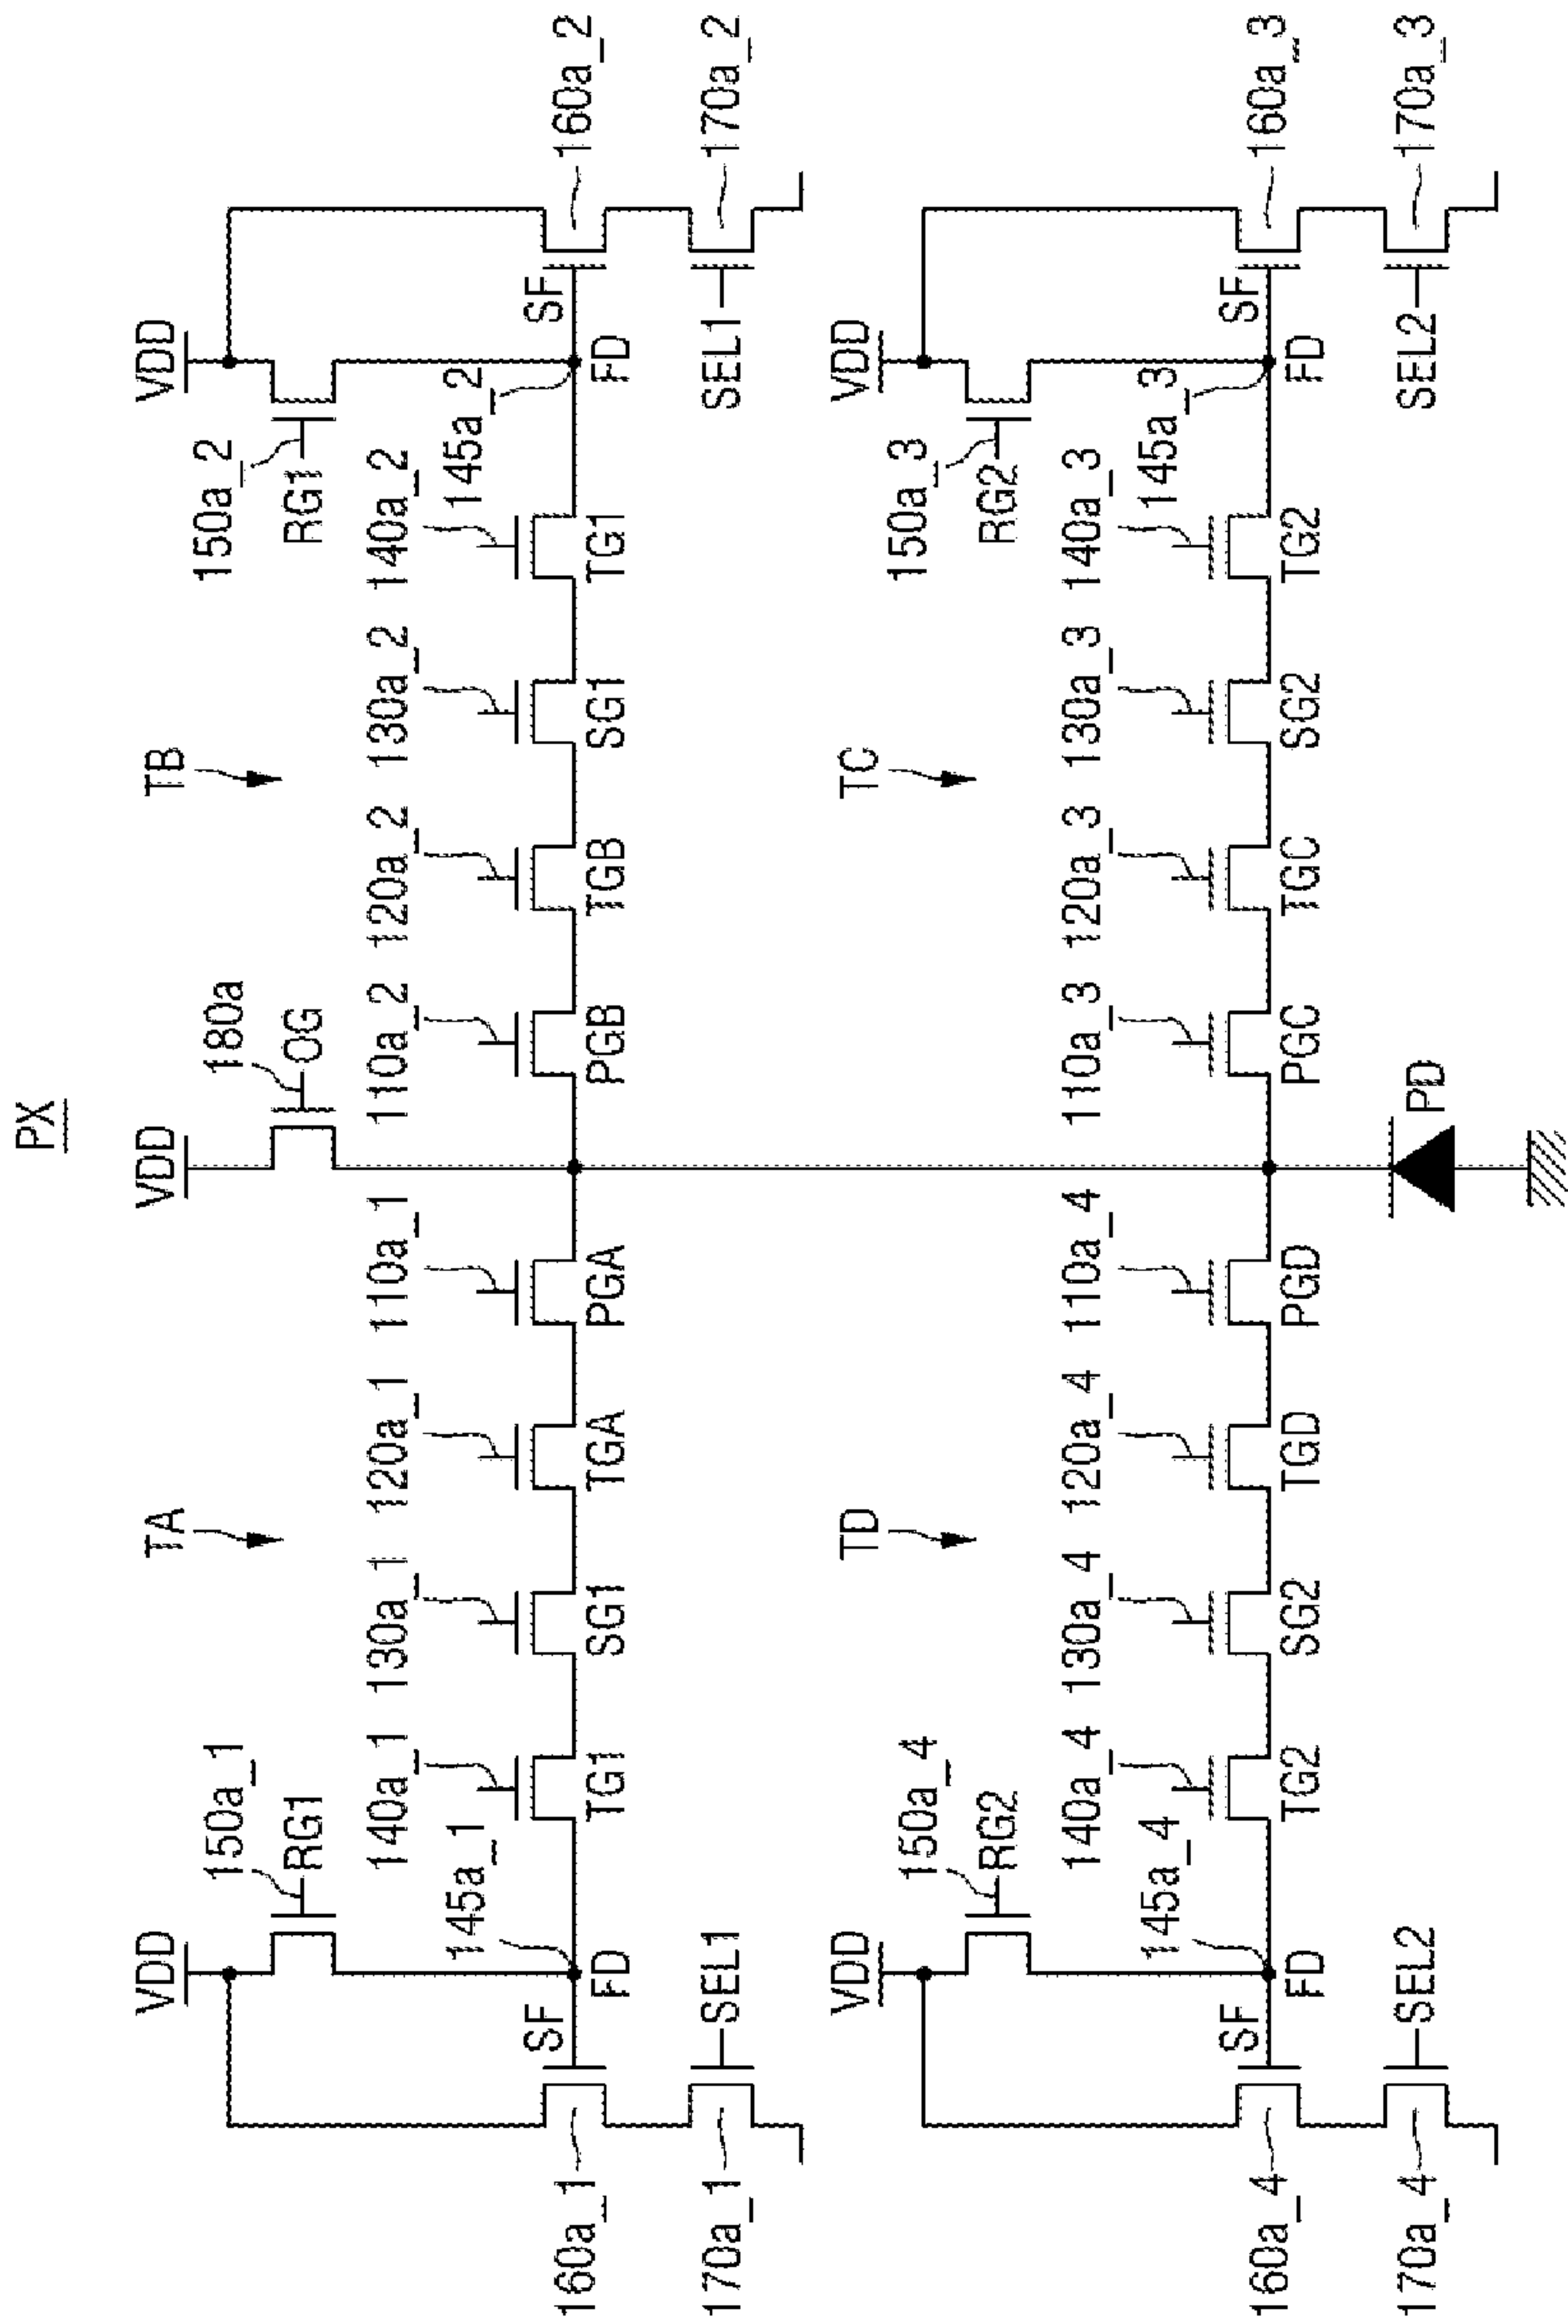 PX
VDD
VDD
VDD
150a_1
RG1
TA
180a
OG
TB
150a_2
RG1
140a_1
130a_1
120a_1
110a_1
110a_2
120a_2
130a_2
140a_2
145a_1
145a_2
SF
FD
TG1
SG1
TGA
PGA
PGB
TGB
SG1
TG1
FD
SF
160a_1
160a_2
170a_1
SEL1
SEL1
170a_2
VDD
VDD
150a_4
RG2
TD
TC
150a_3
RG2
140a_4
130a_4
120a_4
110a_4
110a_3
120a_3
130a_3
140a_3
145a_4
145a_3
SF
FD
TG2
SG2
TGD
PGD
PGC
TGC
SG2
TG2
FD
SF
160a_4
160a_3
170a_4
SEL2
PD
SEL2
170a_3